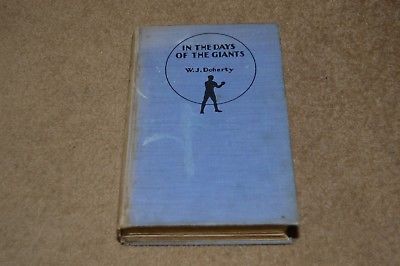 IN THE DAYS
OF THE GIANTS
W.J. Doherty